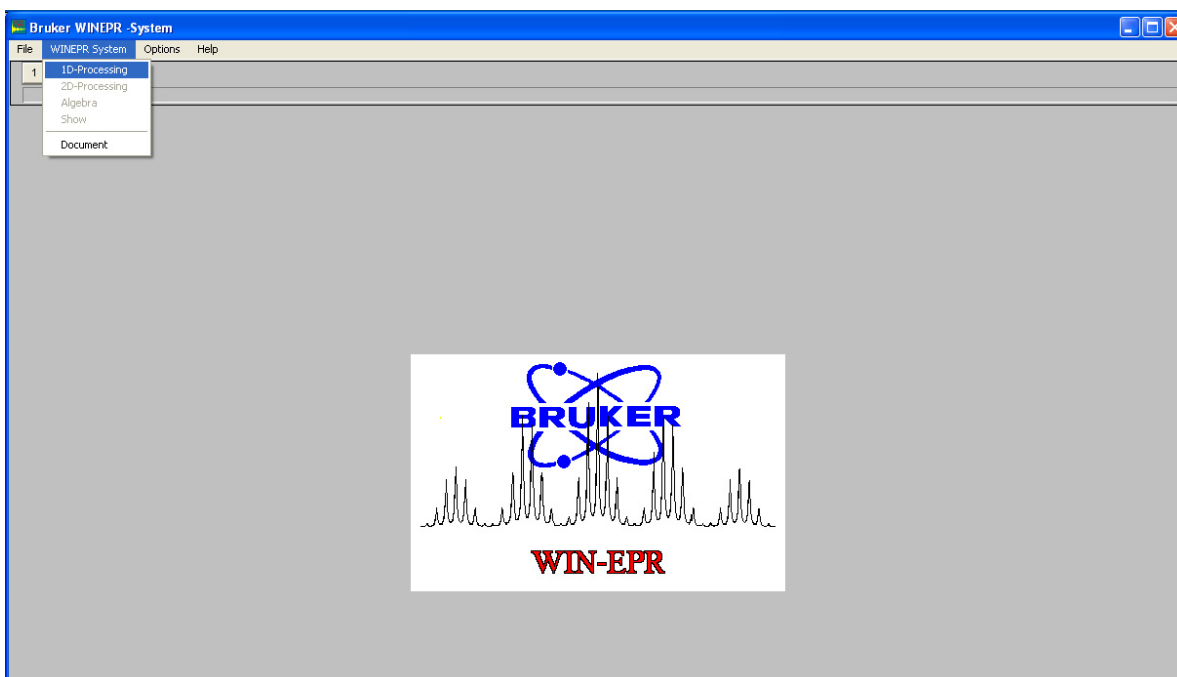 Bruker WINEPR -System
File WINEPR System Options Help
1 1D-Processing
2D-Processing
Algebra
Show
Document
BRUKER
WIN-EPR